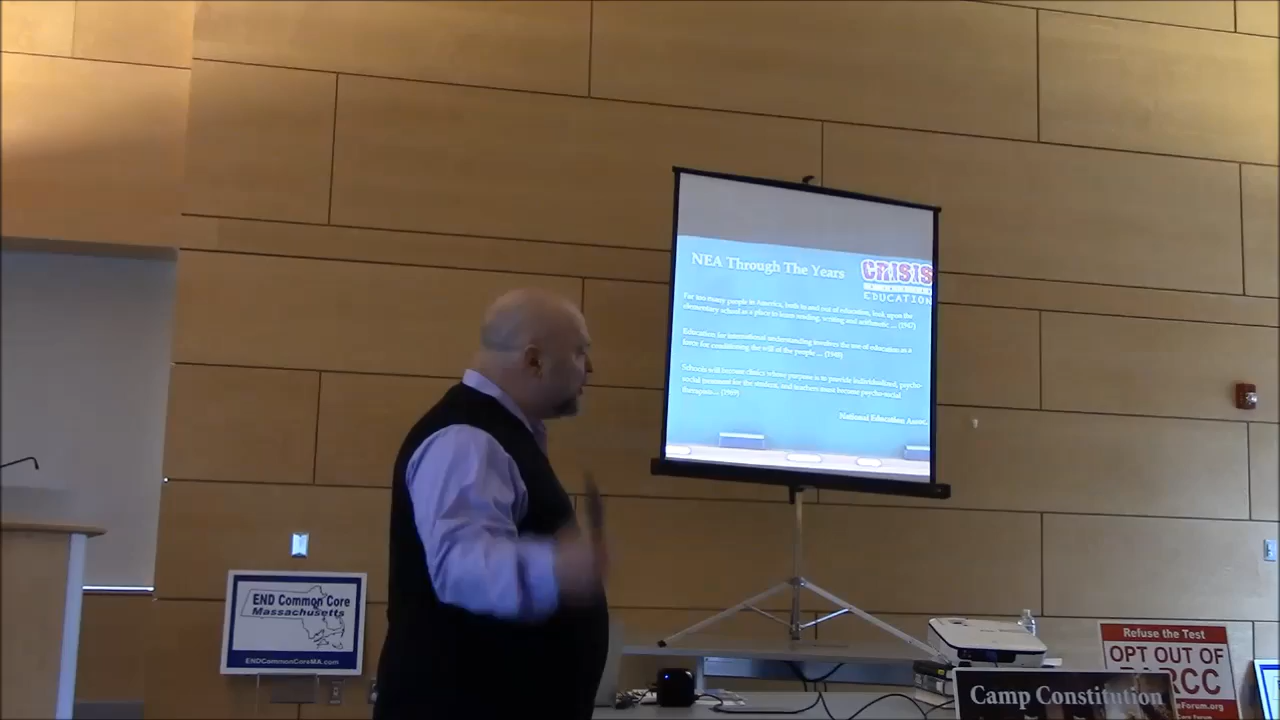 NEA Through The Years
CRISIS
EDUCATION
Far too many people in America, both in and out of education, look upon the
elementary school as a place to learn reading, writing and arithmetic ... (1947)
Education for international understanding involves the use of education as a
force for conditioning the will of the people ... (1948)
Schools will become clinics whose purpose is to provide individualized, psycho-
social treatment for the student, and teachers must become psycho-social
therapists... (1969)
National Education Assoc.
END Common Core
Massachusetts
ENDCommonCoreMA.com
Refuse the Test
OPT OUT OF
PARCC
Camp Constitution